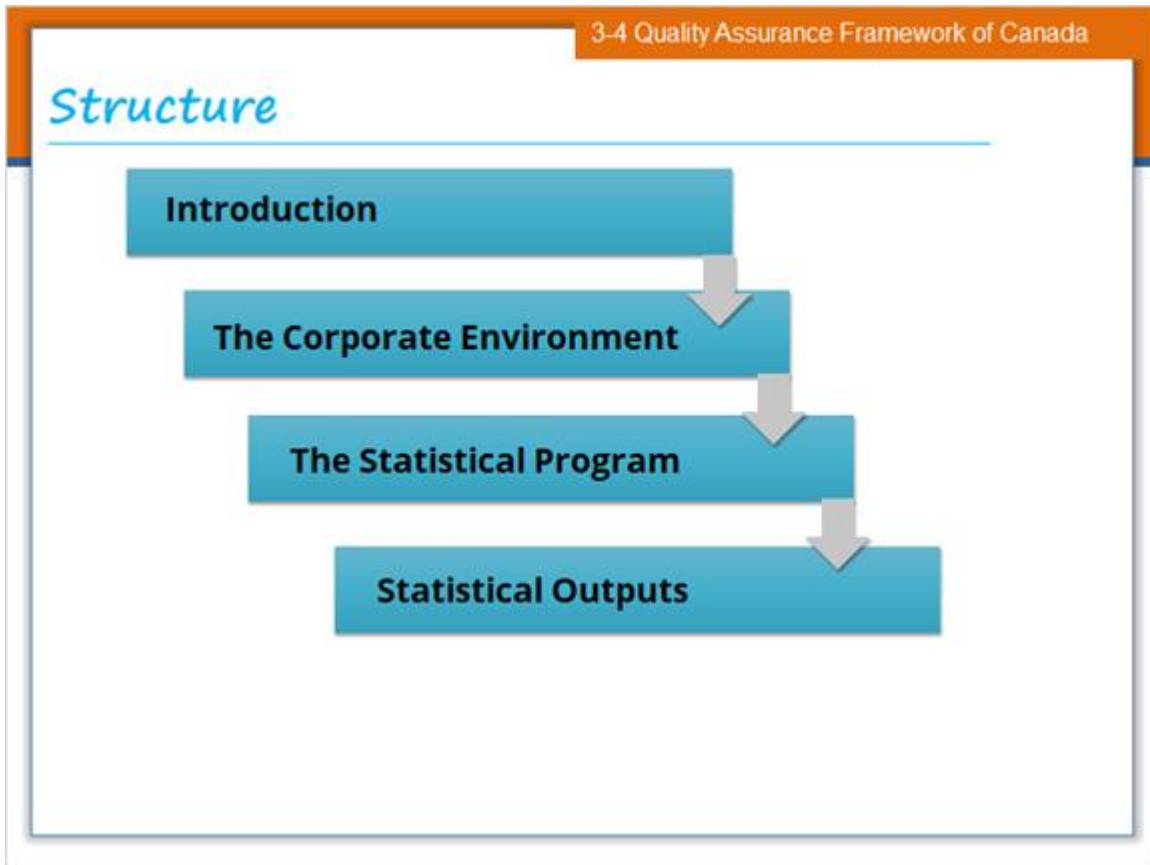 3-4 Quality Assurance Framework of Canada
Structure
Introduction
The Corporate Environment
The Statistical Program
Statistical Outputs